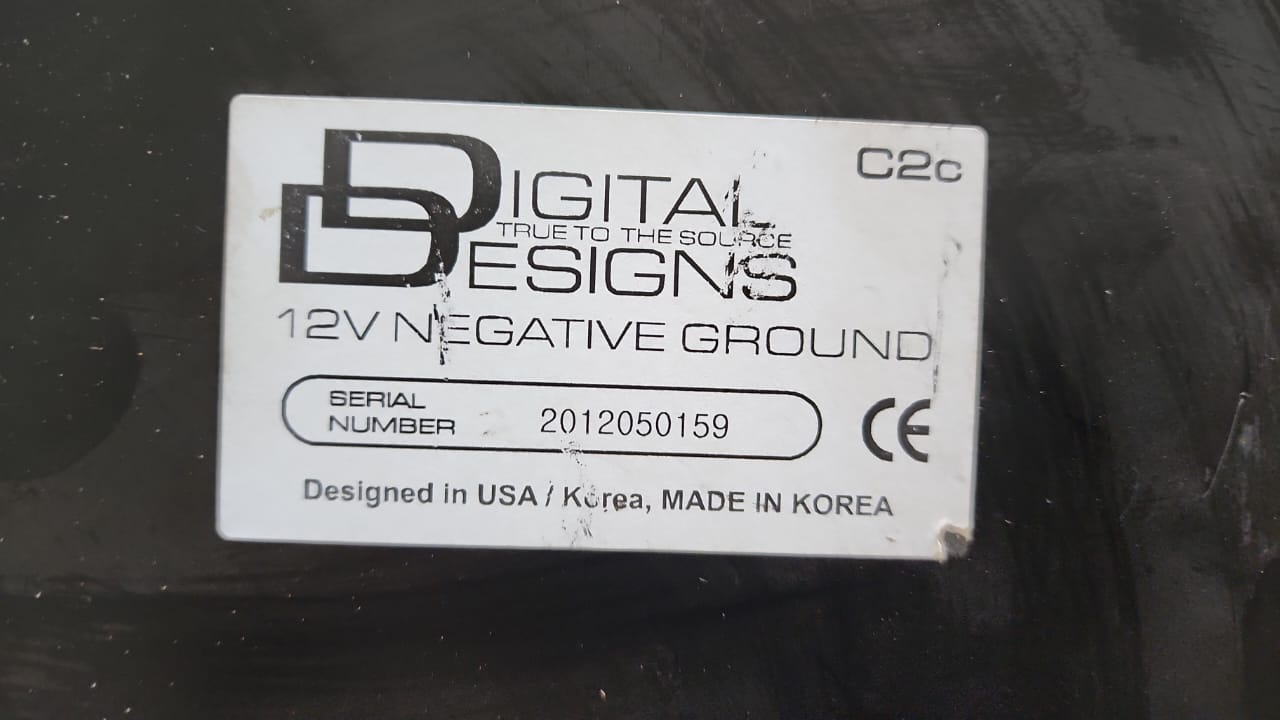 C2c
DIGITAL
TRUE TO THE SOURCE
DESIGNS
12V NEGATIVE GROUND
SERIAL
NUMBER 2012050159
CE
Designed in USA / Korea, MADE IN KOREA